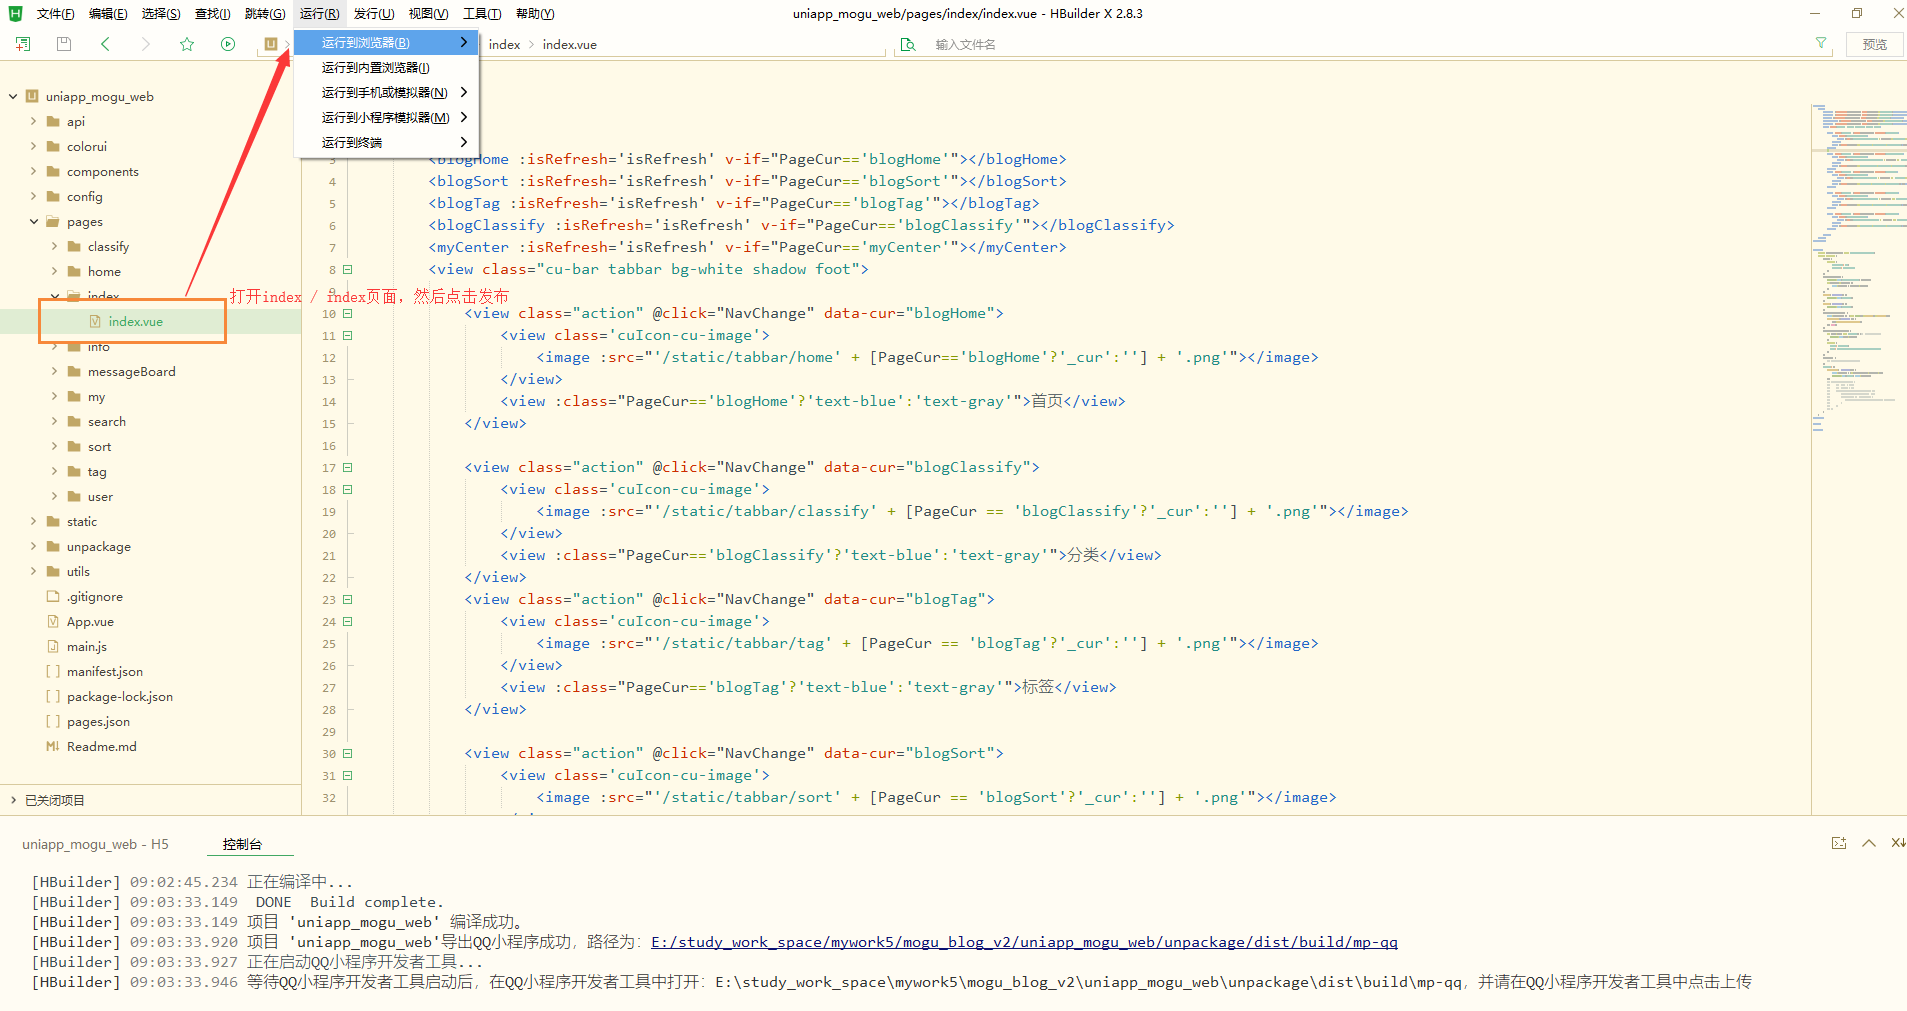 文件(F) 编辑(E) 选择(S) 查找(I) 跳转(G) 运行(R) 发行(U) 视图(V) 工具(T) 帮助(Y)
uniapp_mogu_web/pages/index/index.vue - HBuilder X 2.8.3
index
index.vue
输入文件名
预览
运行到浏览器(B)
运行到内置浏览器(I)
运行到手机或模拟器(N)
运行到小程序模拟器(M)
运行到终端
uniapp_mogu_web
api
colorui
components
config
pages
classify
home
index
index.vue
info
messageBoard
my
search
sort
tag
user
static
unpackage
utils
.gitignore
App.vue
main.js
manifest.json
package-lock.json
pages.json
Readme.md
已关闭项目
打开index / index页面，然后点击发布
3 <blogHome :isRefresh='isRefresh' v-if="PageCur=='blogHome'"></blogHome>
4 <blogSort :isRefresh='isRefresh' v-if="PageCur=='blogSort'"></blogSort>
5 <blogTag :isRefresh='isRefresh' v-if="PageCur=='blogTag'"></blogTag>
6 <blogClassify :isRefresh='isRefresh' v-if="PageCur=='blogClassify'"></blogClassify>
7 <myCenter :isRefresh='isRefresh' v-if="PageCur=='myCenter'"></myCenter>
8 <view class="cu-bar tabbar bg-white shadow foot">
9
10 <view class="action" @click="NavChange" data-cur="blogHome">
11 <view class='cuIcon-cu-image'>
12 <image :src="'/static/tabbar/home' + [PageCur=='blogHome'?'_cur':''] + '.png'"></image>
13 </view>
14 <view :class="PageCur=='blogHome'?'text-blue':'text-gray'">首页</view>
15 </view>
16
17 <view class="action" @click="NavChange" data-cur="blogClassify">
18 <view class='cuIcon-cu-image'>
19 <image :src="'/static/tabbar/classify' + [PageCur == 'blogClassify'?'_cur':''] + '.png'"></image>
20 </view>
21 <view :class="PageCur=='blogClassify'?'text-blue':'text-gray'">分类</view>
22 </view>
23 <view class="action" @click="NavChange" data-cur="blogTag">
24 <view class='cuIcon-cu-image'>
25 <image :src="'/static/tabbar/tag' + [PageCur == 'blogTag'?'_cur':''] + '.png'"></image>
26 </view>
27 <view :class="PageCur=='blogTag'?'text-blue':'text-gray'">标签</view>
28 </view>
29
30 <view class="action" @click="NavChange" data-cur="blogSort">
31 <view class='cuIcon-cu-image'>
32 <image :src="'/static/tabbar/sort' + [PageCur == 'blogSort'?'_cur':''] + '.png'"></image>
uniapp_mogu_web - H5
控制台
[HBuilder] 09:02:45.234 正在编译中...
[HBuilder] 09:03:33.149 DONE Build complete.
[HBuilder] 09:03:33.149 项目 'uniapp_mogu_web' 编译成功。
[HBuilder] 09:03:33.920 项目 'uniapp_mogu_web'导出QQ小程序成功，路径为：E:/study_work_space/mywork5/mogu_blog_v2/uniapp_mogu_web/unpackage/dist/build/mp-qq
[HBuilder] 09:03:33.927 正在启动QQ小程序开发者工具...
[HBuilder] 09:03:33.946 等待QQ小程序开发者工具启动后，在QQ小程序开发者工具中打开：E:\study_work_space\mywork5\mogu_blog_v2\uniapp_mogu_web\unpackage\dist\build\mp-qq，并请在QQ小程序开发者工具中点击上传